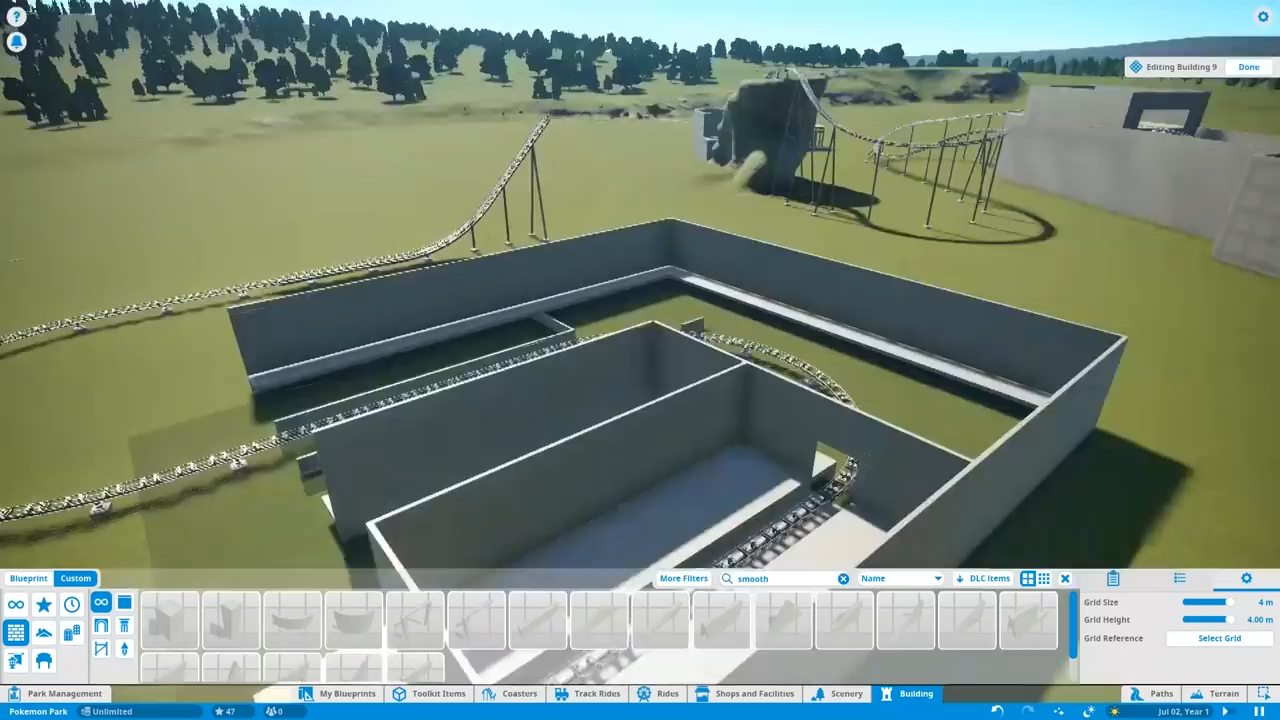 Editing Building 9 Done
Blueprint Custom More Filters smooth Name DLC Items
Grid Size 4 m
Grid Height 4.00 m
Grid Reference Select Grid
Park Management My Blueprints Toolkit Items Coasters Track Rides Rides Shops and Facilities Scenery Building Paths Terrain
Pokemon Park Unlimited 47 0 Jul 02, Year 1